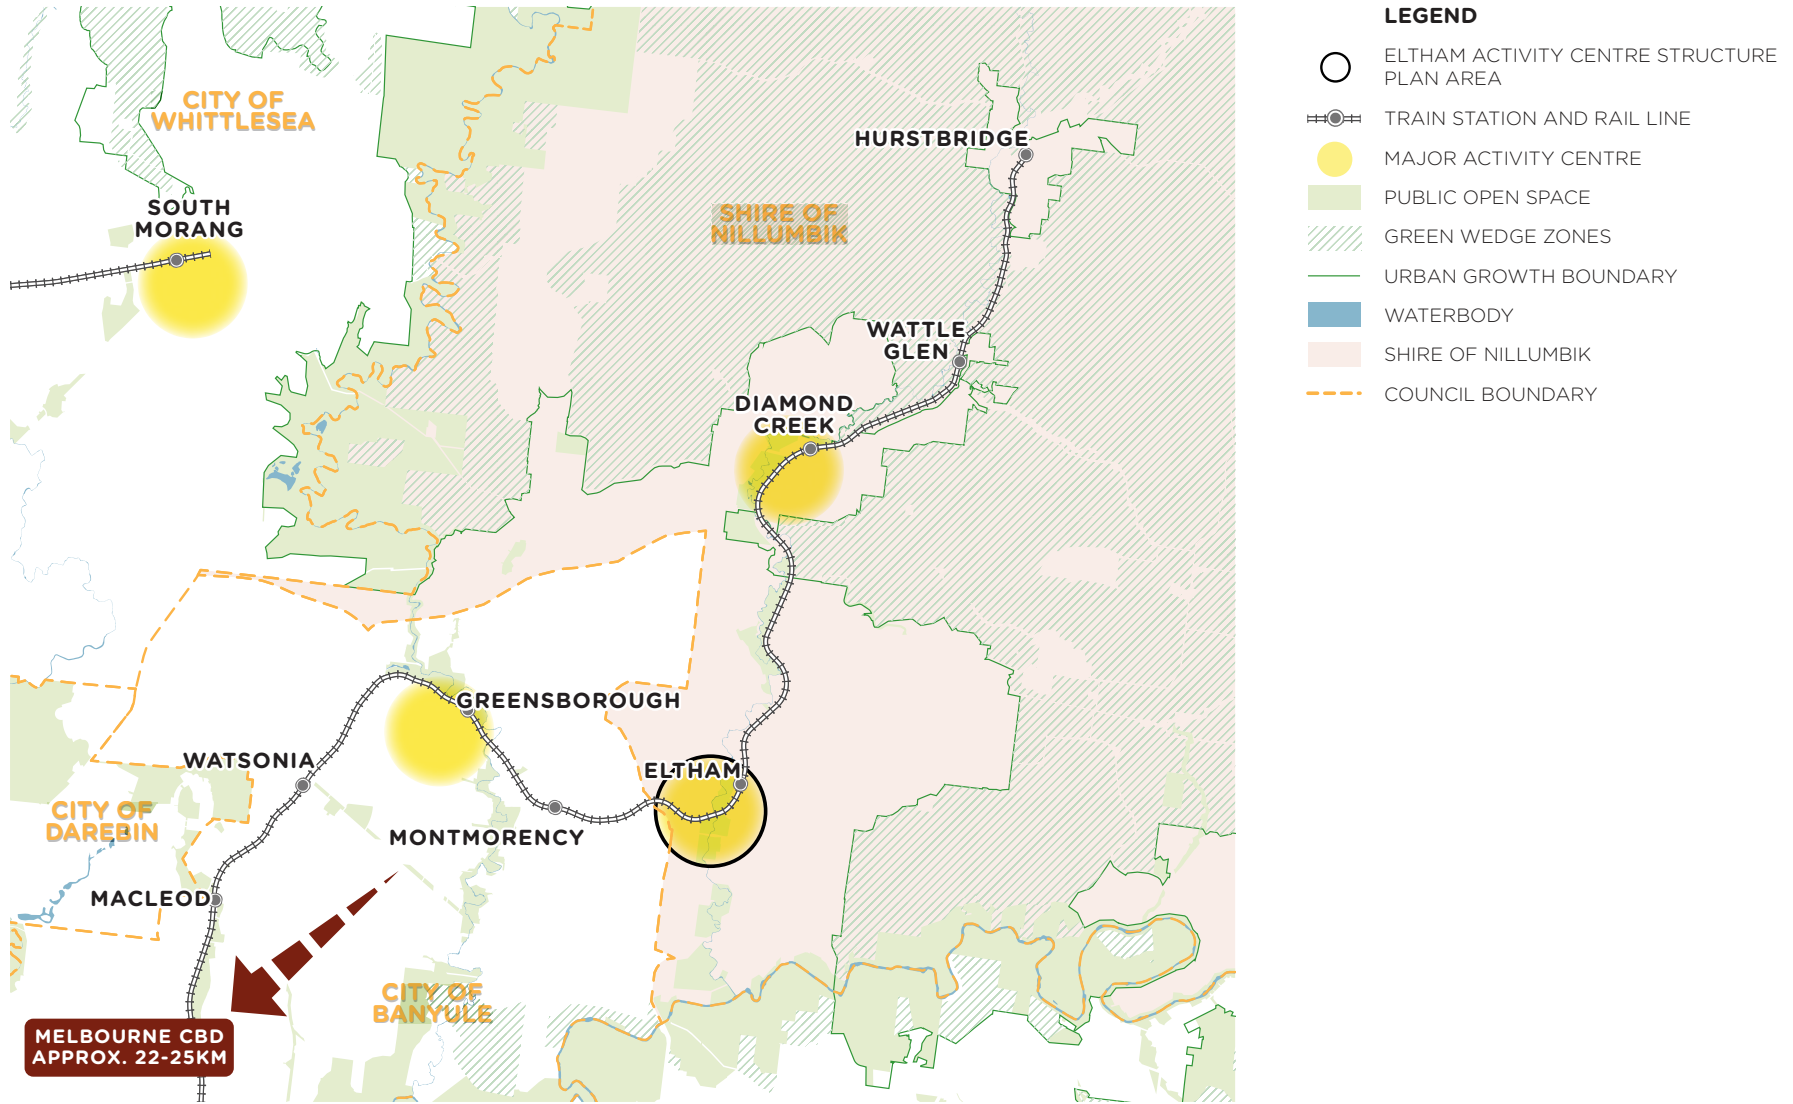 CITY OF
WHITTLESEA
SOUTH
MORANG
HURSTBRIDGE
SHIRE OF
NILLUMBIK
WATTLE
GLEN
DIAMOND
CREEK
GREENSBOROUGH
WATSONIA
ELTHAM
CITY OF
DAREBIN
MONTMORENCY
MACLEOD
CITY OF
BANYULE
MELBOURNE CBD
APPROX. 22-25KM
LEGEND
ELTHAM ACTIVITY CENTRE STRUCTURE
PLAN AREA
TRAIN STATION AND RAIL LINE
MAJOR ACTIVITY CENTRE
PUBLIC OPEN SPACE
GREEN WEDGE ZONES
URBAN GROWTH BOUNDARY
WATERBODY
SHIRE OF NILLUMBIK
COUNCIL BOUNDARY